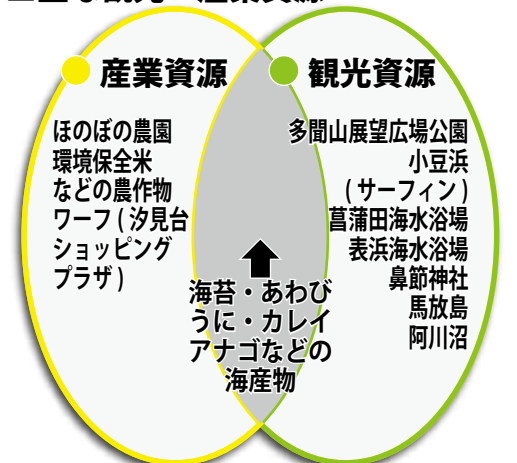 産業資源
ほのぼの農園
環境保全米
などの農作物
ワーフ(汐見台
ショッピング
プラザ)
観光資源
多聞山展望広場公園
小豆浜
(サーフィン)
菖蒲田海水浴場
表浜海水浴場
鼻節神社
馬放島
阿川沼
海苔・あわび
うに・カレイ
アナゴなどの
海産物